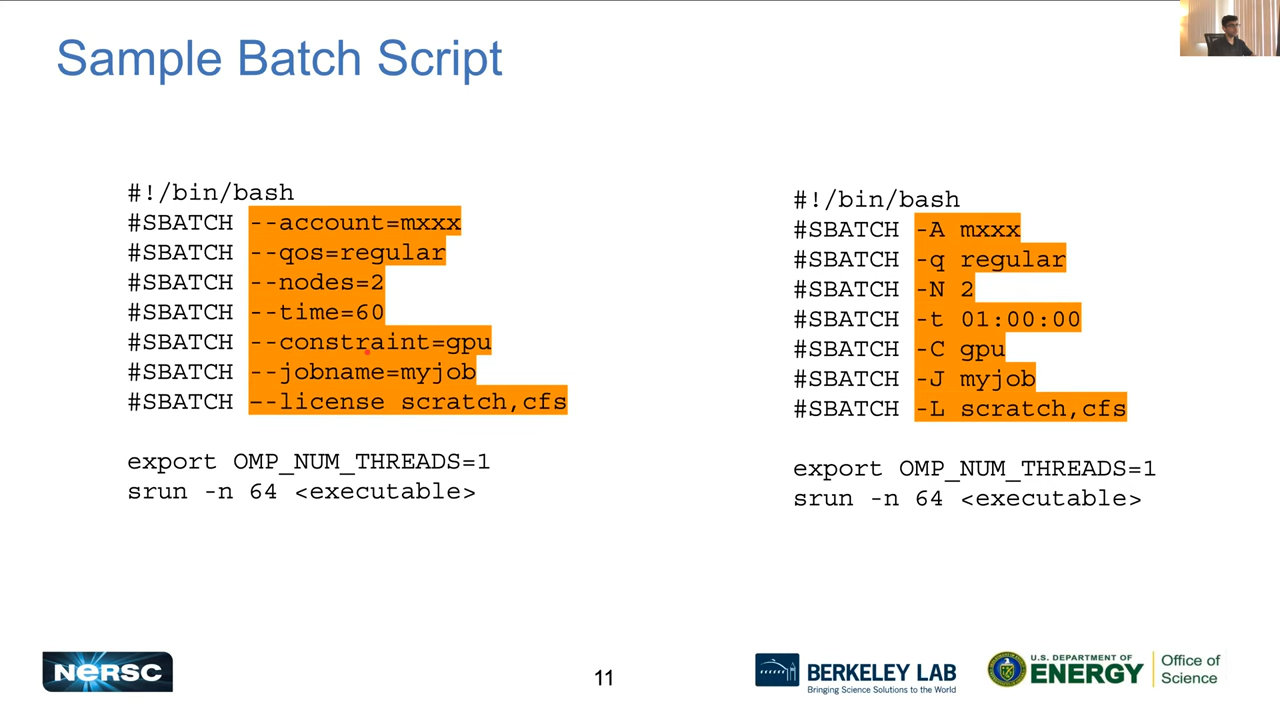 Sample Batch Script
#!/bin/bash
#SBATCH --account=mxxx
#SBATCH --qos=regular
#SBATCH --nodes=2
#SBATCH --time=60
#SBATCH --constraint=gpu
#SBATCH --jobname=myjob
#SBATCH –-license scratch,cfs
export OMP_NUM_THREADS=1
srun -n 64 <executable>
#!/bin/bash
#SBATCH -A mxxx
#SBATCH -q regular
#SBATCH -N 2
#SBATCH -t 01:00:00
#SBATCH -C gpu
#SBATCH -J myjob
#SBATCH -L scratch,cfs
export OMP_NUM_THREADS=1
srun -n 64 <executable>
NERSC
11
BERKELEY LAB
Bringing Science Solutions to the World
U.S. DEPARTMENT OF
ENERGY
Office of
Science